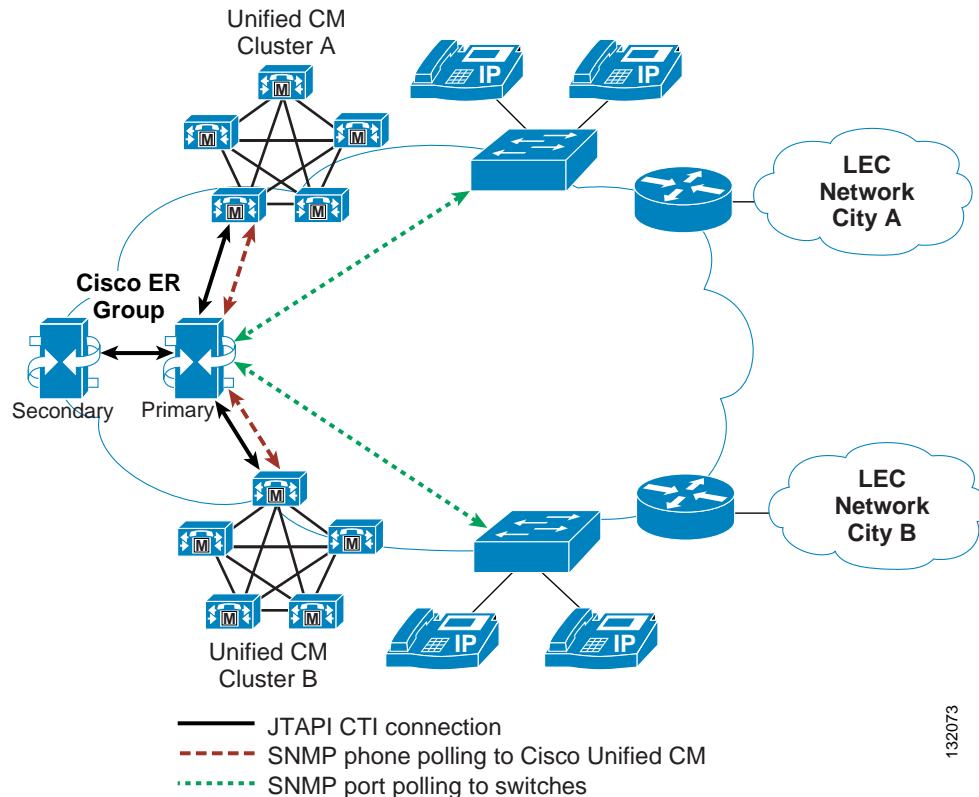 Unified CM
Cluster A
IP
IP
M
M
M
M
M
LEC
Network
City A
Cisco ER
Group
Secondary
Primary
M
M
M
M
M
LEC
Network
City B
IP
IP
Unified CM
Cluster B
JTAPI CTI connection
SNMP phone polling to Cisco Unified CM
SNMP port polling to switches
132073